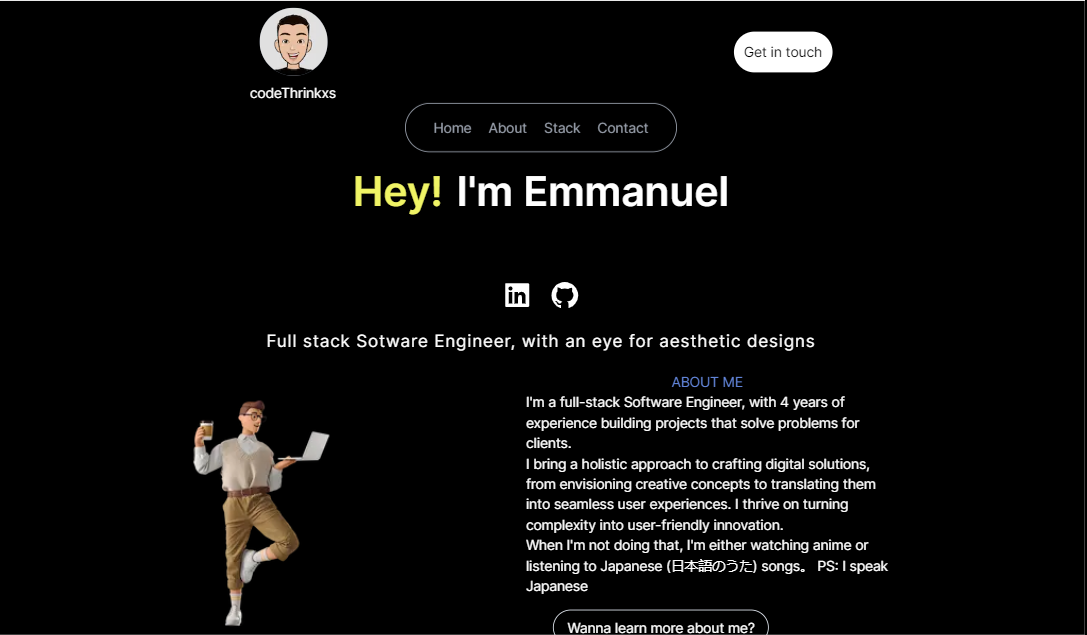 codeThrinkxs
Get in touch
Home About Stack Contact
Hey! I'm Emmanuel
in
Full stack Sotware Engineer, with an eye for aesthetic designs
ABOUT ME
I'm a full-stack Software Engineer, with 4 years of
experience building projects that solve problems for
clients.
I bring a holistic approach to crafting digital solutions,
from envisioning creative concepts to translating them
into seamless user experiences. I thrive on turning
complexity into user-friendly innovation.
When I'm not doing that, I'm either watching anime or
listening to Japanese (日本語のうた) songs。 PS: I speak
Japanese
Wanna learn more about me?